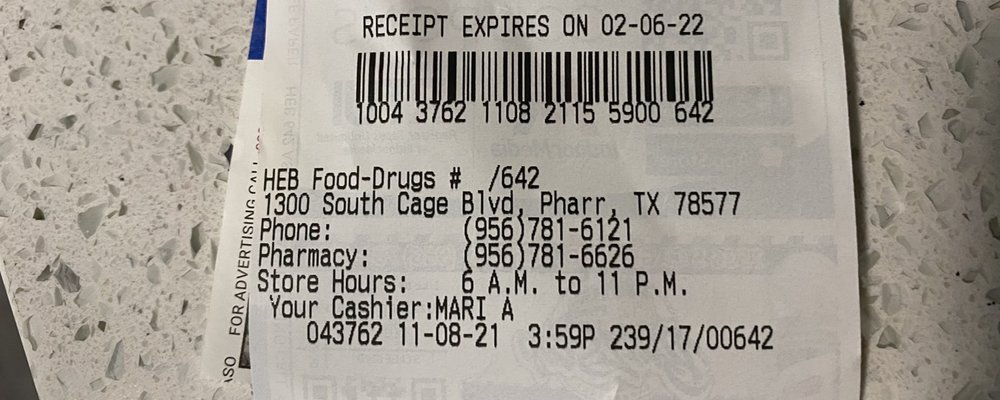 RECEIPT EXPIRES ON 02-06-22
1004 3762 1108 2115 5900 642
HEB Food-Drugs # /642
1300 South Cage Blvd, Pharr, TX 78577
Phone: (956)781-6121
Pharmacy: (956)781-6626
Store Hours: 6 A.M. to 11 P.M.
Your Cashier:MARI A
043762 11-08-21 3:59P 239/17/00642
FOR ADVERTISING CALL